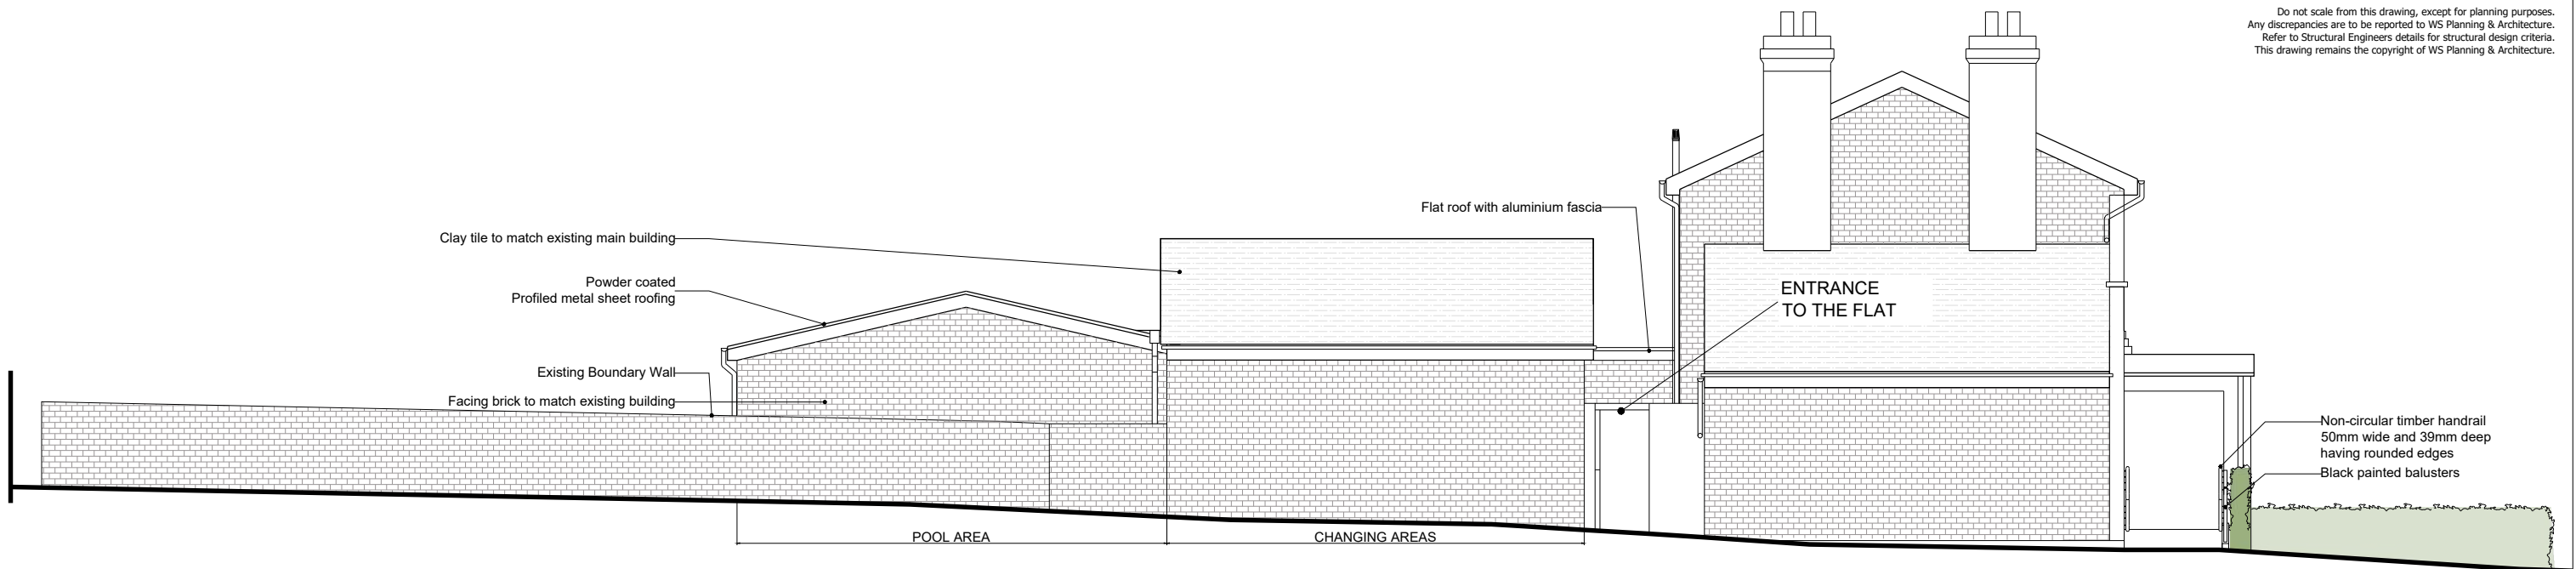 Do not scale from this drawing, except for planning purposes.
Any discrepancies are to be reported to WS Planning & Architecture.
Refer to Structural Engineers details for structural design criteria.
This drawing remains the copyright of WS Planning & Architecture.
Flat roof with aluminium fascia
Clay tile to match existing main building
Powder coated
Profiled metal sheet roofing
ENTRANCE
TO THE FLAT
Existing Boundary Wall
Facing brick to match existing building
Non-circular timber handrail
50mm wide and 39mm deep
having rounded edges
Black painted balusters
POOL AREA
CHANGING AREAS